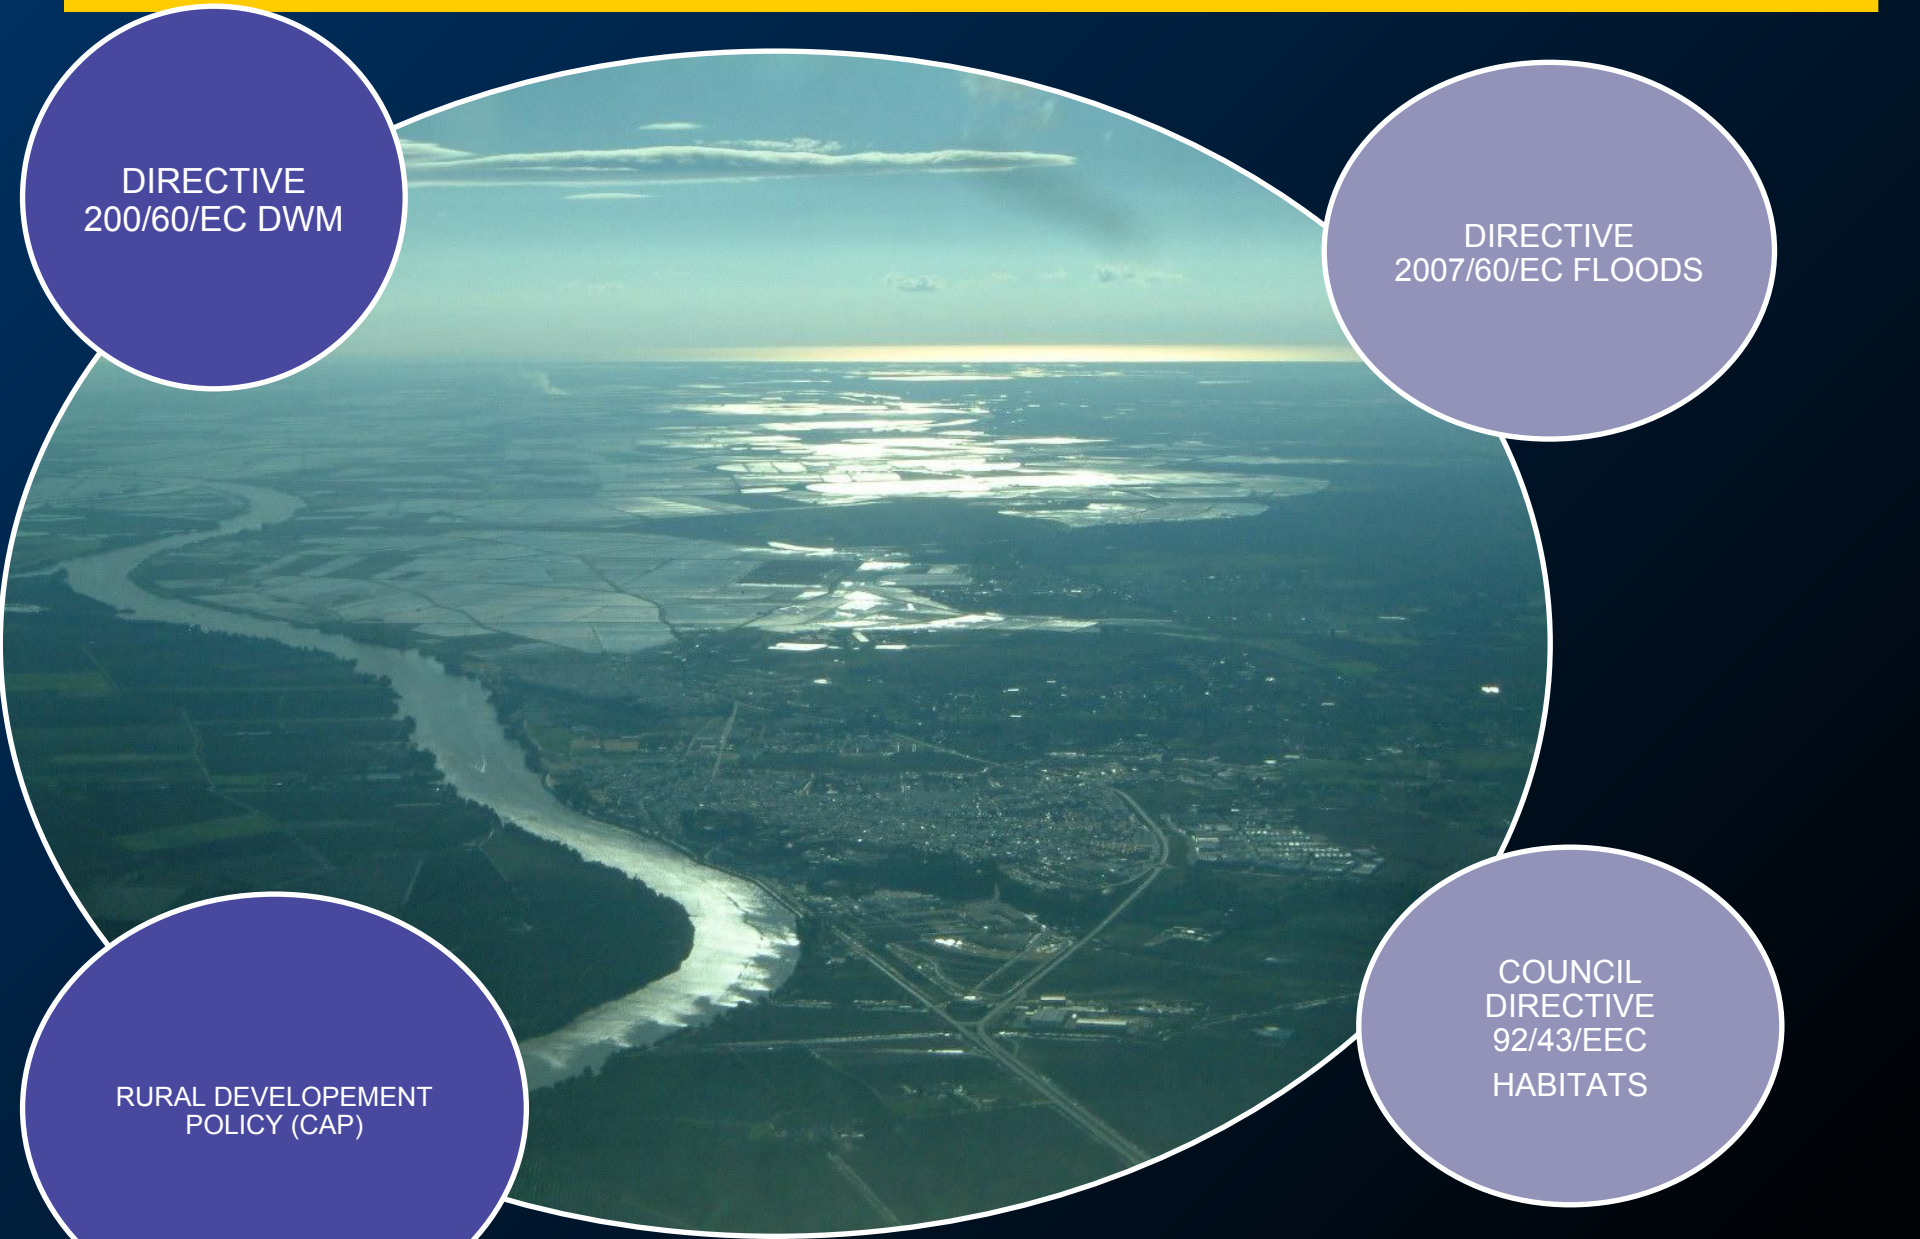 DIRECTIVE
200/60/EC DWM
DIRECTIVE
2007/60/EC FLOODS
RURAL DEVELOPEMENT
POLICY (CAP)
COUNCIL
DIRECTIVE
92/43/EEC
HABITATS